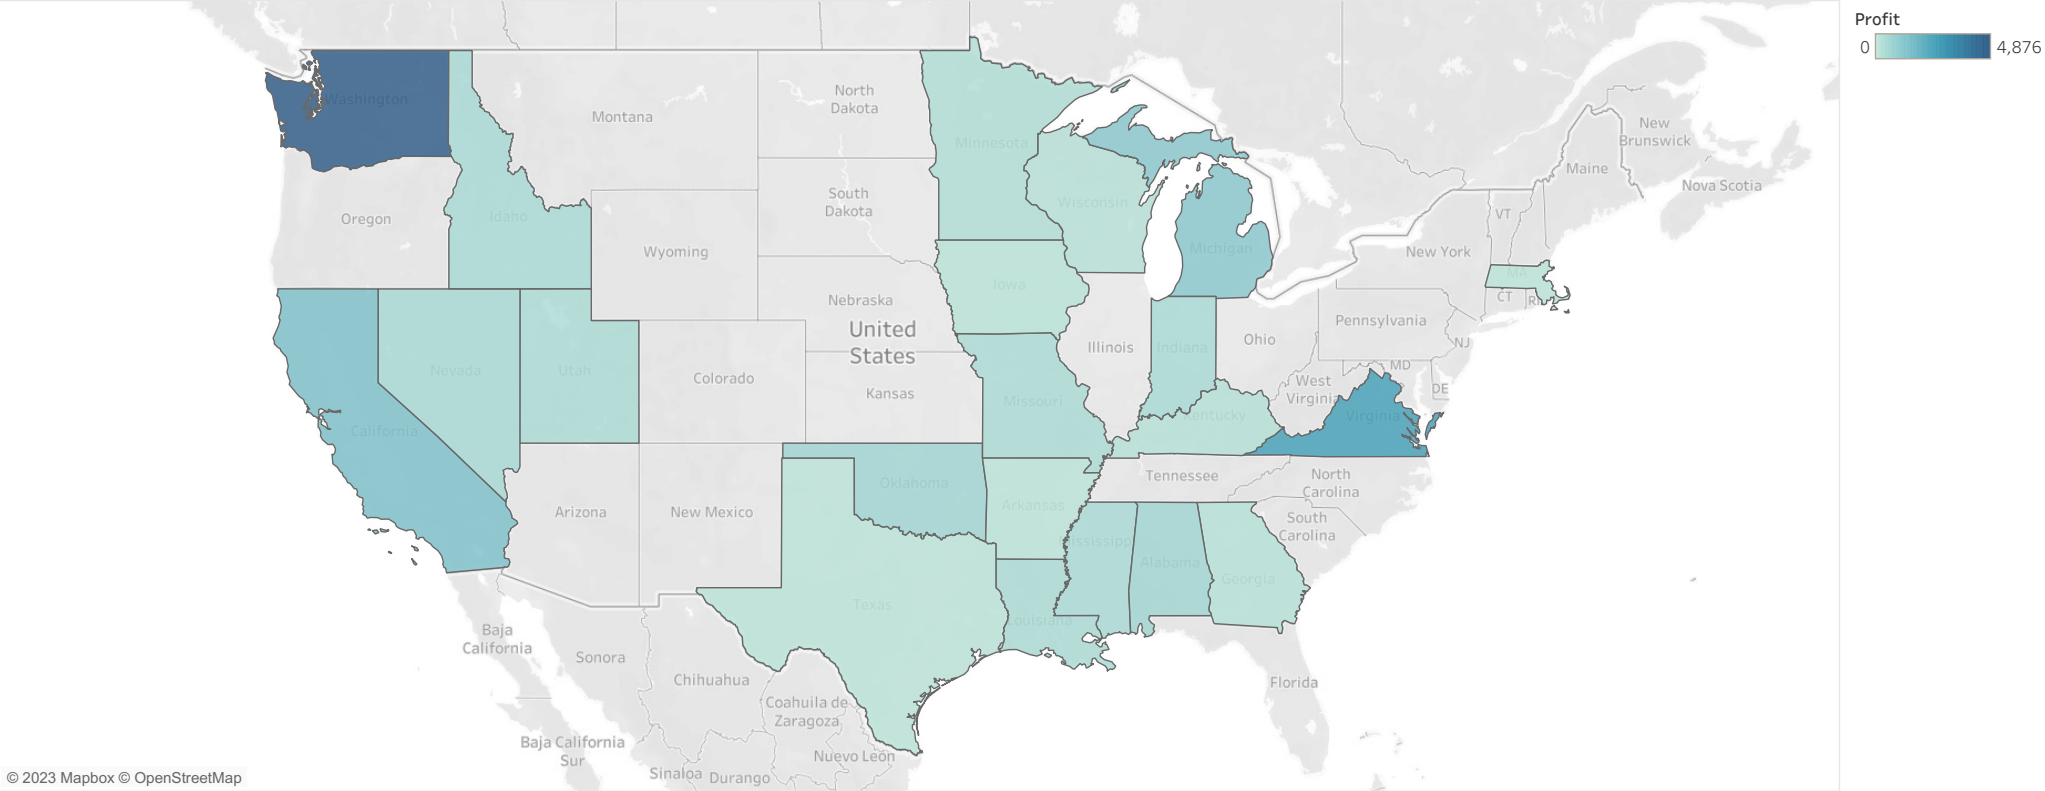 Profit
0
4,876
Washington
Montana
North
Dakota
Minnesota
New
Brunswick
Maine
Nova Scotia
Oregon
Idaho
South
Dakota
Wisconsin
VT
Wyoming
Michigan
New York
MA
Iowa
CT
RI
Nebraska
United
States
Pennsylvania
Ohio
NJ
Illinois
Indiana
Nevada
Utah
Colorado
Kansas
MD
West
Virginia
DE
Missouri
Kentucky
Virginia
California
Tennessee
Oklahoma
North
Carolina
Arkansas
Arizona
New Mexico
South
Carolina
Mississippi
Alabama
Georgia
Texas
Louisiana
Baja
California
Sonora
Chihuahua
Florida
Coahuila de
Zaragoza
Baja California
Sur
Nuevo León
Sinaloa
Durango
© 2023 Mapbox © OpenStreetMap